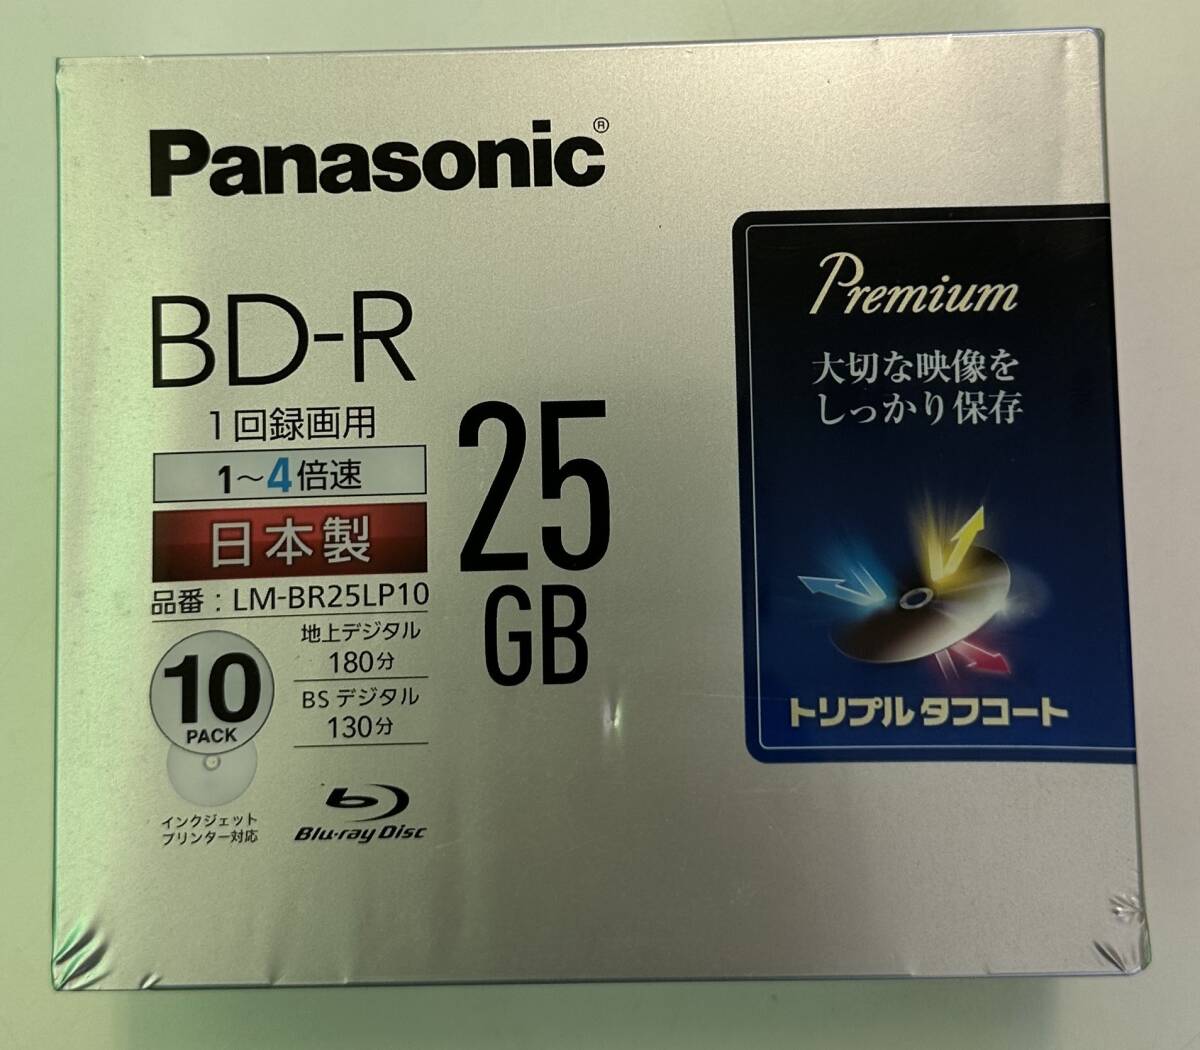 Panasonic®
BD-R
1回録画用
1～4倍速
日本製
品番：LM-BR25LP10
25
GB
10
PACK
地上デジタル
180分
BSデジタル
130分
インクジェット
プリンター対応
Blu-ray Disc
Premium
大切な映像を
しっかり保存
トリプルタフコート